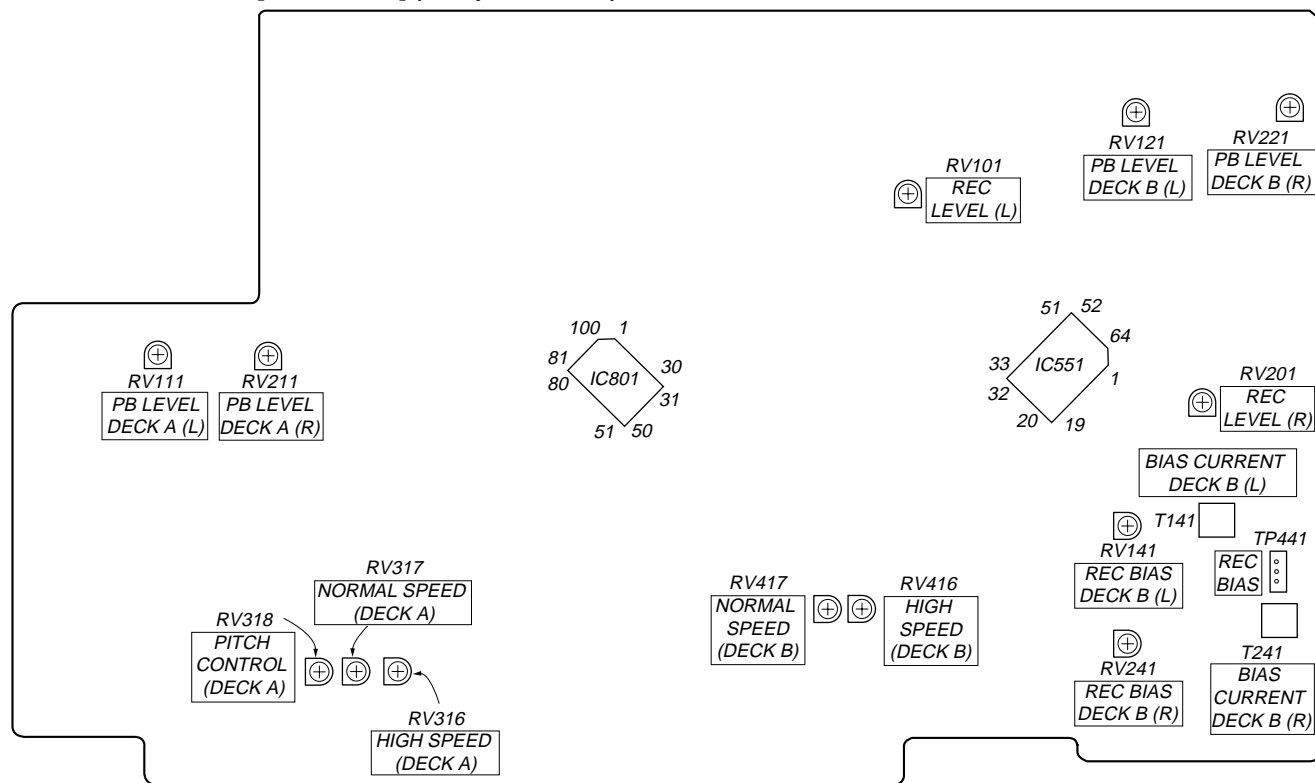 RV121
PB LEVEL
DECK B (L)
RV221
PB LEVEL
DECK B (R)
RV101
REC
LEVEL (L)
51
52
64
33
IC551
1
32
20
19
100
1
81
30
80
IC801
31
51
50
RV111
PB LEVEL
DECK A (L)
RV211
PB LEVEL
DECK A (R)
RV201
REC
LEVEL (R)
BIAS CURRENT
DECK B (L)
T141
TP441
RV141
REC BIAS
DECK B (L)
REC
BIAS
RV317
NORMAL SPEED
(DECK A)
RV318
PITCH
CONTROL
(DECK A)
RV316
HIGH SPEED
(DECK A)
RV417
NORMAL
SPEED
(DECK B)
RV416
HIGH
SPEED
(DECK B)
RV241
REC BIAS
DECK B (R)
T241
BIAS
CURRENT
DECK B (R)